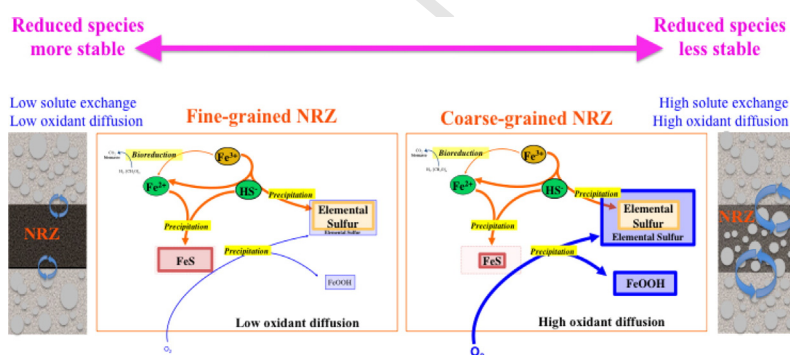 Reduced species
more stable
Reduced species
less stable
Low solute exchange
Low oxidant diffusion
Fine-grained NRZ
Coarse-grained NRZ
High solute exchange
High oxidant diffusion
NRZ
CO₂
Bioreduction
Fe³⁺
Fe²⁺
HS⁻
Precipitation
Precipitation
Elemental
Sulfur
Elemental Sulfur
Precipitation
FeS
FeOOH
Low oxidant diffusion
O₂
CO₂
Bioreduction
Fe³⁺
Fe²⁺
HS⁻
Precipitation
Precipitation
Elemental
Sulfur
Elemental Sulfur
Precipitation
FeS
FeOOH
High oxidant diffusion
O₂
NRZ